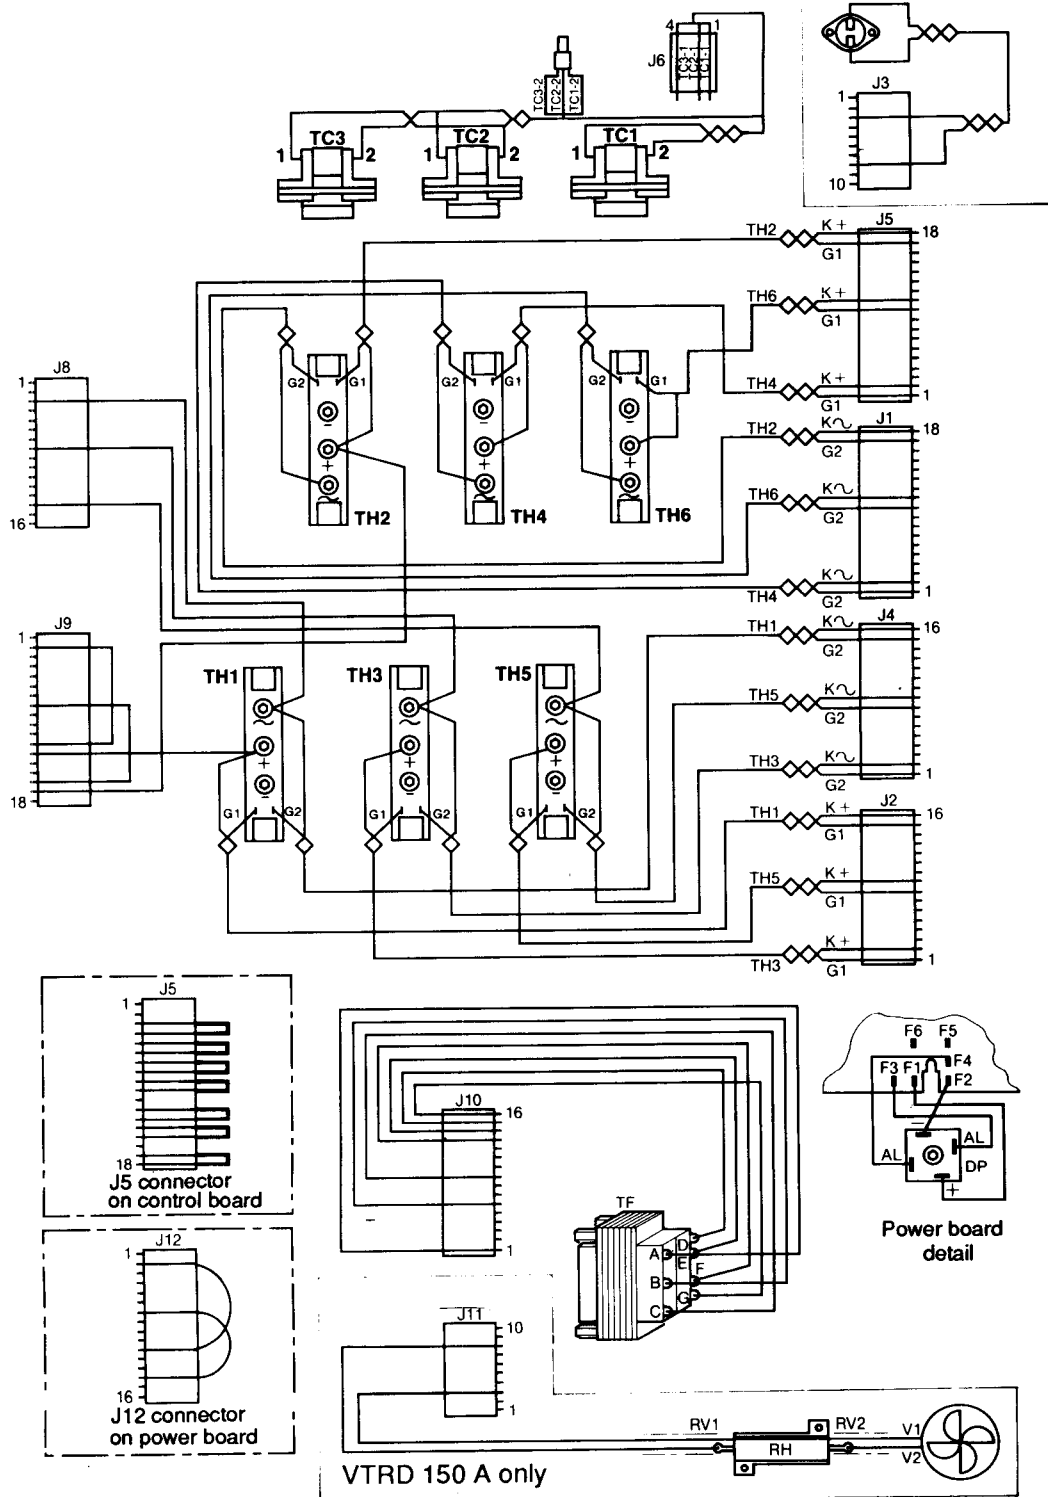 4 1
J6
TC3-1
TC2-1
TC1-1
TC3-2
TC2-2
TC1-2
J3
1
10
TC3 TC2 TC1
1 2 1 2 1 2
J5
TH2 K+ 18
G1
TH6 K+
G1
TH4 K+
G1 1
G2 G1 G2 G1 G2 G1
− − −
+ + +
~ ~ ~
TH2 TH4 TH6
J8
1
16
J1
TH2 K~ 18
G2
TH6 K~
G2
K~
TH4 G2 1
J9
1
18
J4
TH1 K~ 16
G2
TH5 K~
G2
TH3 K~
G2 1
TH1 TH3 TH5
~ ~ ~
+ + +
− − −
G1 G2 G1 G2 G1 G2
J2
TH1 K+ 16
G1
TH5 K+
G1
K+
TH3 G1 1
J5
1
18
J5 connector
on control board
J10
16
1
F6 F5
F4
F3 F1 F2
−
AL AL
DP
+
Power board
detail
TF
A D
E
B F
G
C
J12
1
16
J12 connector
on power board
J11
10
1
RV1 RV2 V1
RH V2
VTRD 150 A only